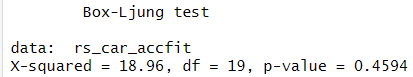 Box-Ljung test
data:  rs_car_accfit
X-squared = 18.96, df = 19, p-value = 0.4594